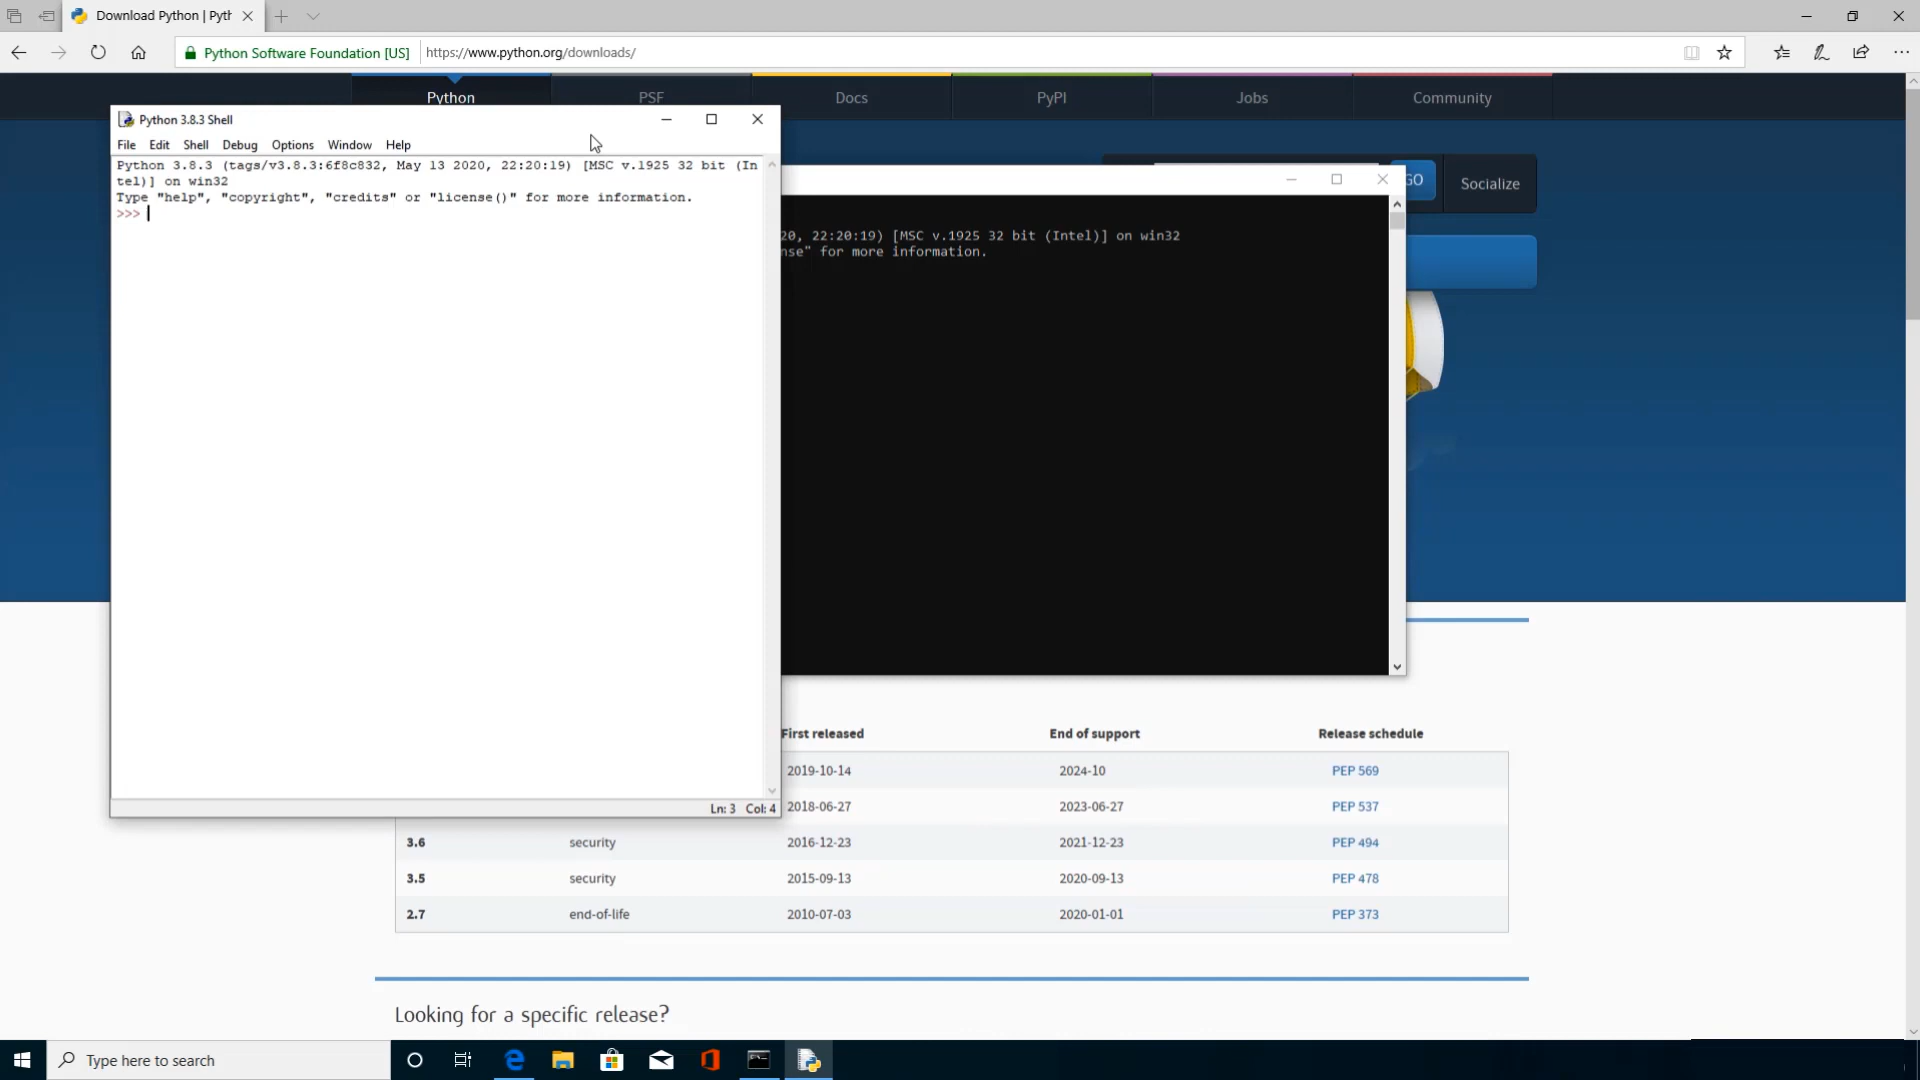 Download Python | Pyth
Python Software Foundation [US]
https://www.python.org/downloads/
Python
PSF
Docs
PyPI
Jobs
Community
GO
Socialize
Python 3.8.3 Shell
File Edit Shell Debug Options Window Help
Python 3.8.3 (tags/v3.8.3:6f8c832, May 13 2020, 22:20:19) [MSC v.1925 32 bit (In
tel)] on win32
Type "help", "copyright", "credits" or "license()" for more information.
>>>
Ln: 3 Col: 4
20, 22:20:19) [MSC v.1925 32 bit (Intel)] on win32
nse" for more information.
First released End of support Release schedule
2019-10-14 2024-10 PEP 569
2018-06-27 2023-06-27 PEP 537
3.6 security 2016-12-23 2021-12-23 PEP 494
3.5 security 2015-09-13 2020-09-13 PEP 478
2.7 end-of-life 2010-07-03 2020-01-01 PEP 373
Looking for a specific release?
Type here to search